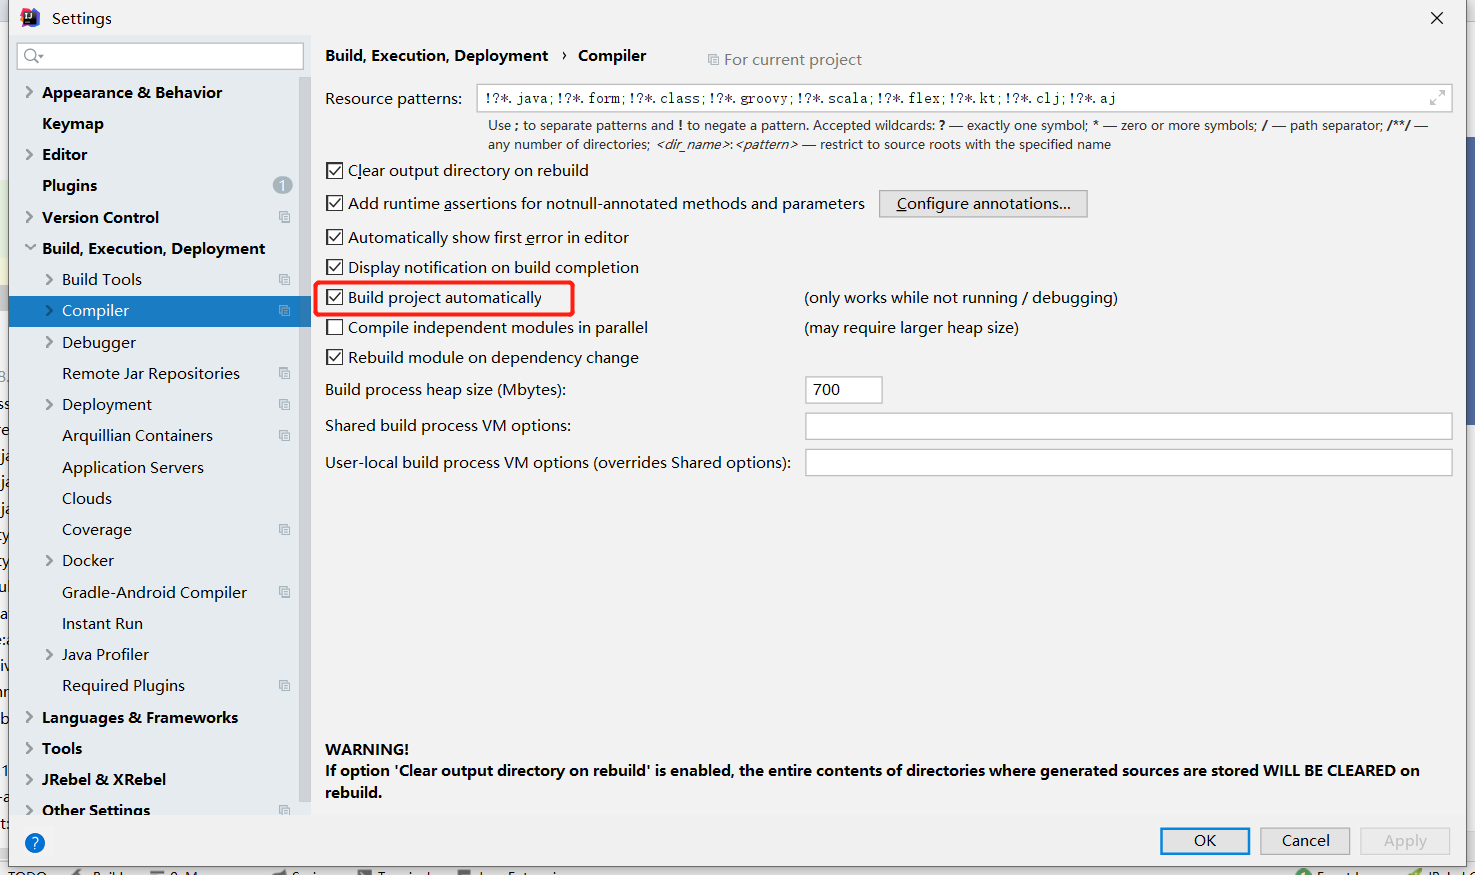 Settings
Build, Execution, Deployment › Compiler
For current project
Appearance & Behavior
Keymap
Editor
Plugins
1
Version Control
Build, Execution, Deployment
Build Tools
Compiler
Debugger
Remote Jar Repositories
Deployment
Arquillian Containers
Application Servers
Clouds
Coverage
Docker
Gradle-Android Compiler
Instant Run
Java Profiler
Required Plugins
Languages & Frameworks
Tools
JRebel & XRebel
Other Settings
Resource patterns: !?*.java;!?*.form;!?*.class;!?*.groovy;!?*.scala;!?*.flex;!?*.kt;!?*.clj;!?*.aj
Use ; to separate patterns and ! to negate a pattern. Accepted wildcards: ? — exactly one symbol; * — zero or more symbols; / — path separator; /**/ —
any number of directories; <dir_name>:<pattern> — restrict to source roots with the specified name
Clear output directory on rebuild
Add runtime assertions for notnull-annotated methods and parameters
Configure annotations...
Automatically show first error in editor
Display notification on build completion
Build project automatically
(only works while not running / debugging)
Compile independent modules in parallel
(may require larger heap size)
Rebuild module on dependency change
Build process heap size (Mbytes): 700
Shared build process VM options:
User-local build process VM options (overrides Shared options):
WARNING!
If option 'Clear output directory on rebuild' is enabled, the entire contents of directories where generated sources are stored WILL BE CLEARED on
rebuild.
?
OK
Cancel
Apply